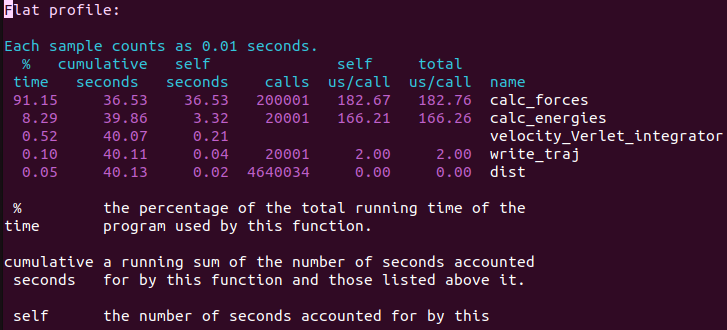 Flat profile:
Each sample counts as 0.01 seconds.
% cumulative self self total
time seconds seconds calls us/call us/call name
91.15 36.53 36.53 200001 182.67 182.76 calc_forces
8.29 39.86 3.32 20001 166.21 166.26 calc_energies
0.52 40.07 0.21 velocity_Verlet_integrator
0.10 40.11 0.04 20001 2.00 2.00 write_traj
0.05 40.13 0.02 4640034 0.00 0.00 dist
% the percentage of the total running time of the
time program used by this function.
cumulative a running sum of the number of seconds accounted
seconds for by this function and those listed above it.
self the number of seconds accounted for by this